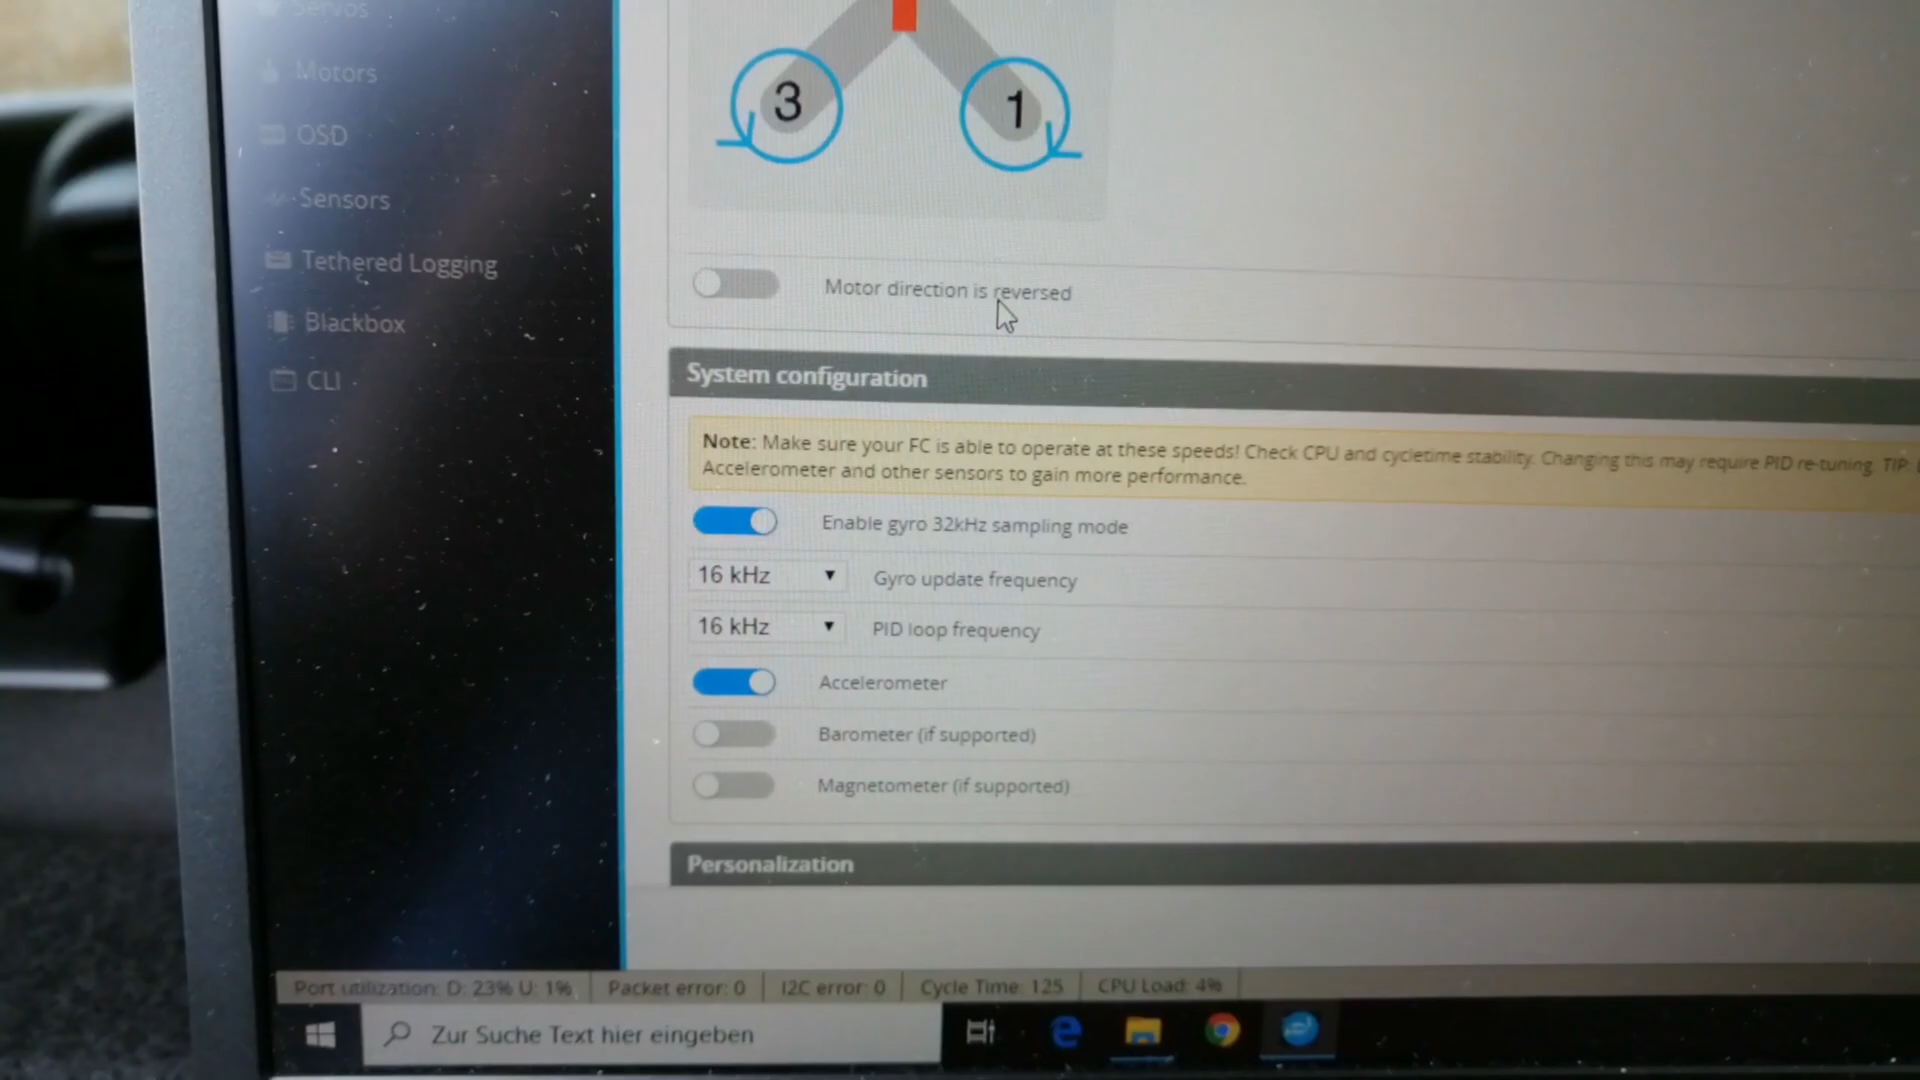 Servos
Motors
OSD
Sensors
Tethered Logging
Blackbox
CLI
3
1
Motor direction is reversed
System configuration
Note: Make sure your FC is able to operate at these speeds! Check CPU and cycletime stability. Changing this may require PID re-tuning. TIP:
Accelerometer and other sensors to gain more performance.
Enable gyro 32kHz sampling mode
16 kHz Gyro update frequency
16 kHz PID loop frequency
Accelerometer
Barometer (if supported)
Magnetometer (if supported)
Personalization
Port utilization: D: 23% U: 1% Packet error: 0 I2C error: 0 Cycle Time: 125 CPU Load: 4%
Zur Suche Text hier eingeben